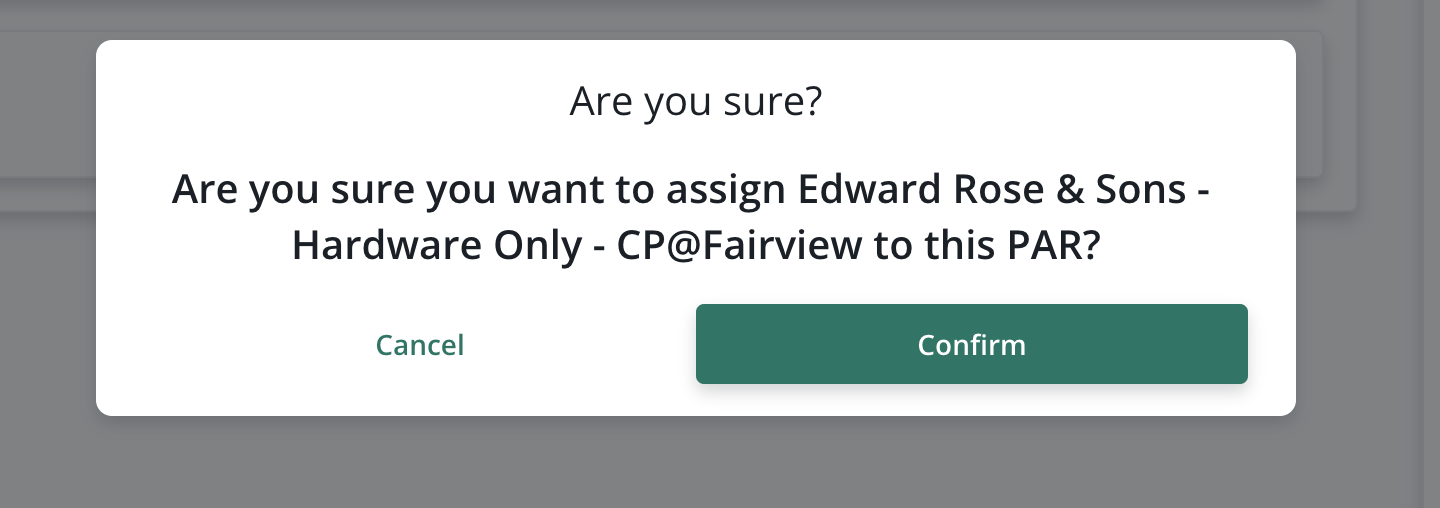 Are you sure?
Are you sure you want to assign Edward Rose & Sons -
Hardware Only - CP@Fairview to this PAR?
Cancel
Confirm